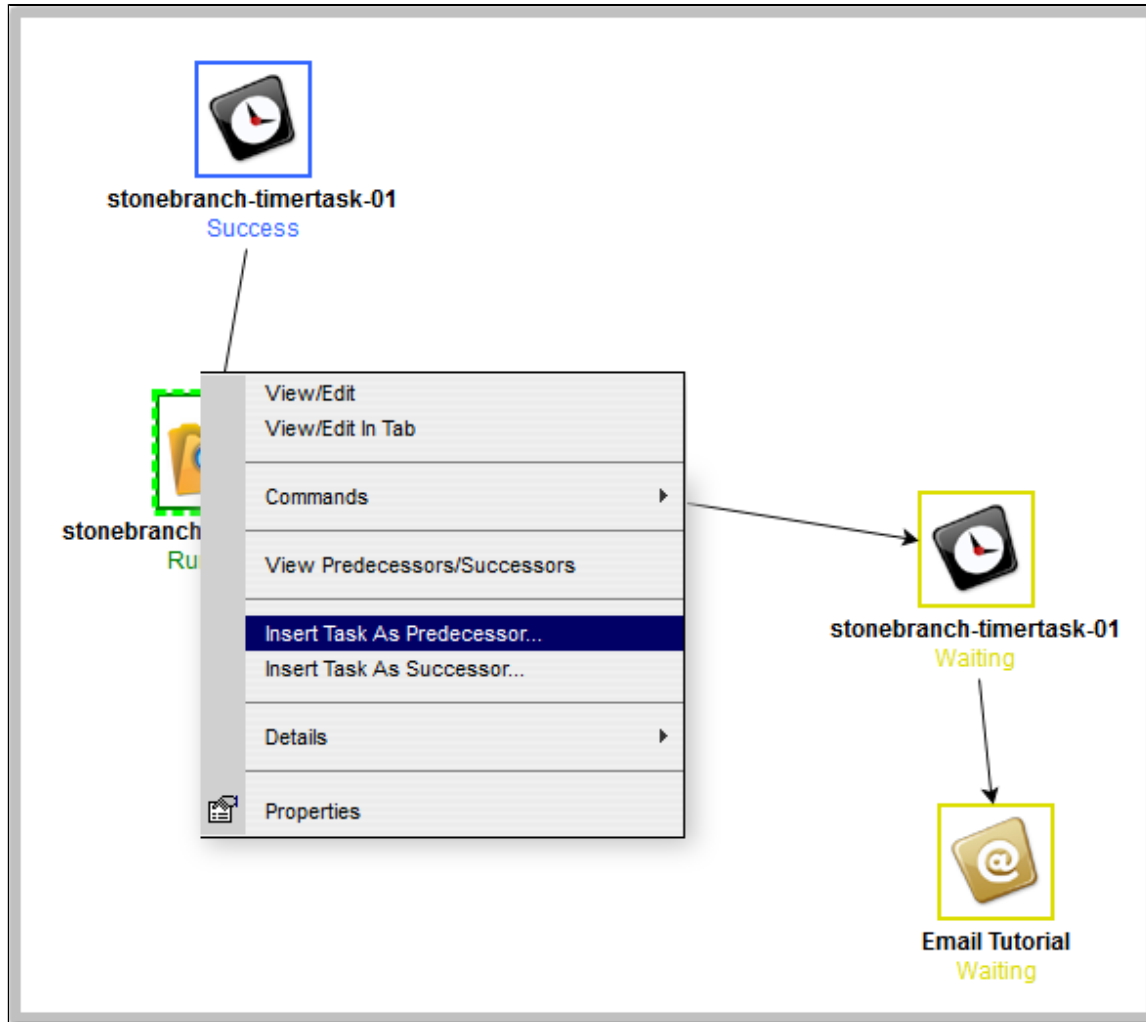 stonebranch-timertask-01
Success
View/Edit
View/Edit In Tab
Commands
stonebranch
View Predecessors/Successors
Insert Task As Predecessor...
Insert Task As Successor...
Details
Properties
stonebranch-timertask-01
Waiting
Email Tutorial
Waiting